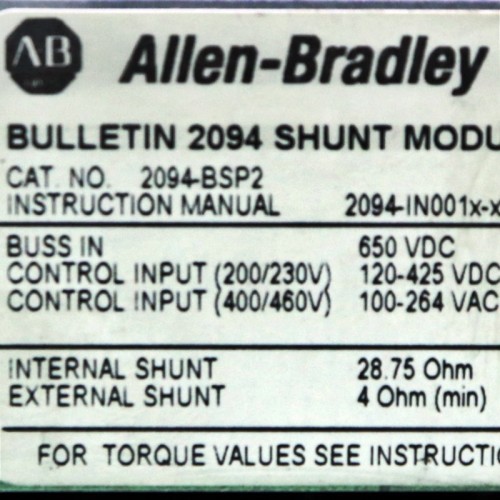 AB Allen-Bradley
BULLETIN 2094 SHUNT MODU
CAT. NO. 2094-BSP2
INSTRUCTION MANUAL 2094-IN001x-x
BUSS IN 650 VDC
CONTROL INPUT (200/230V) 120-425 VDC
CONTROL INPUT (400/460V) 100-264 VAC
INTERNAL SHUNT 28.75 Ohm
EXTERNAL SHUNT 4 Ohm (min)
FOR TORQUE VALUES SEE INSTRUCTIO